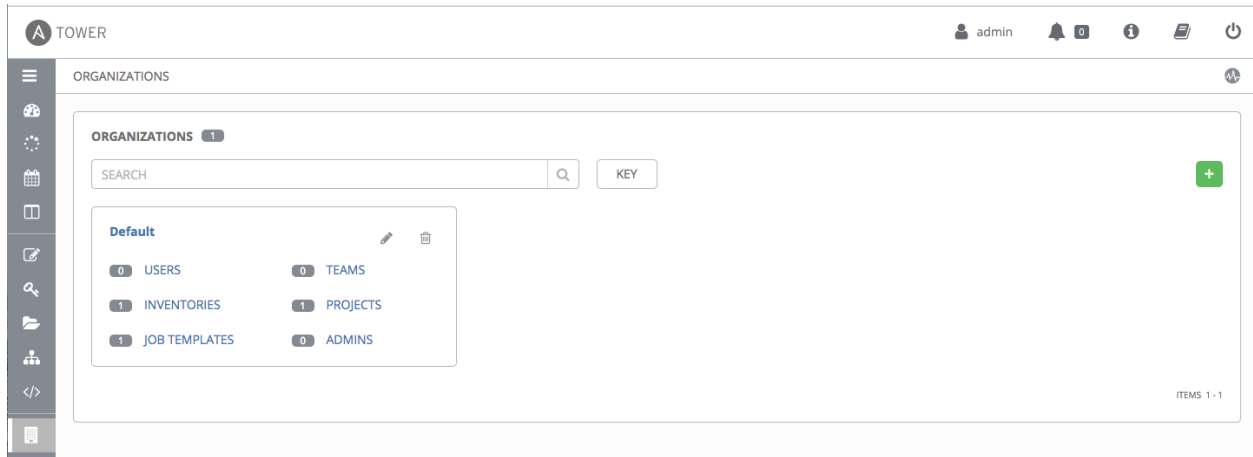 A TOWER admin 0
ORGANIZATIONS
ORGANIZATIONS 1
SEARCH KEY +
Default
0 USERS 0 TEAMS
1 INVENTORIES 1 PROJECTS
1 JOB TEMPLATES 0 ADMINS
</>
ITEMS 1 - 1